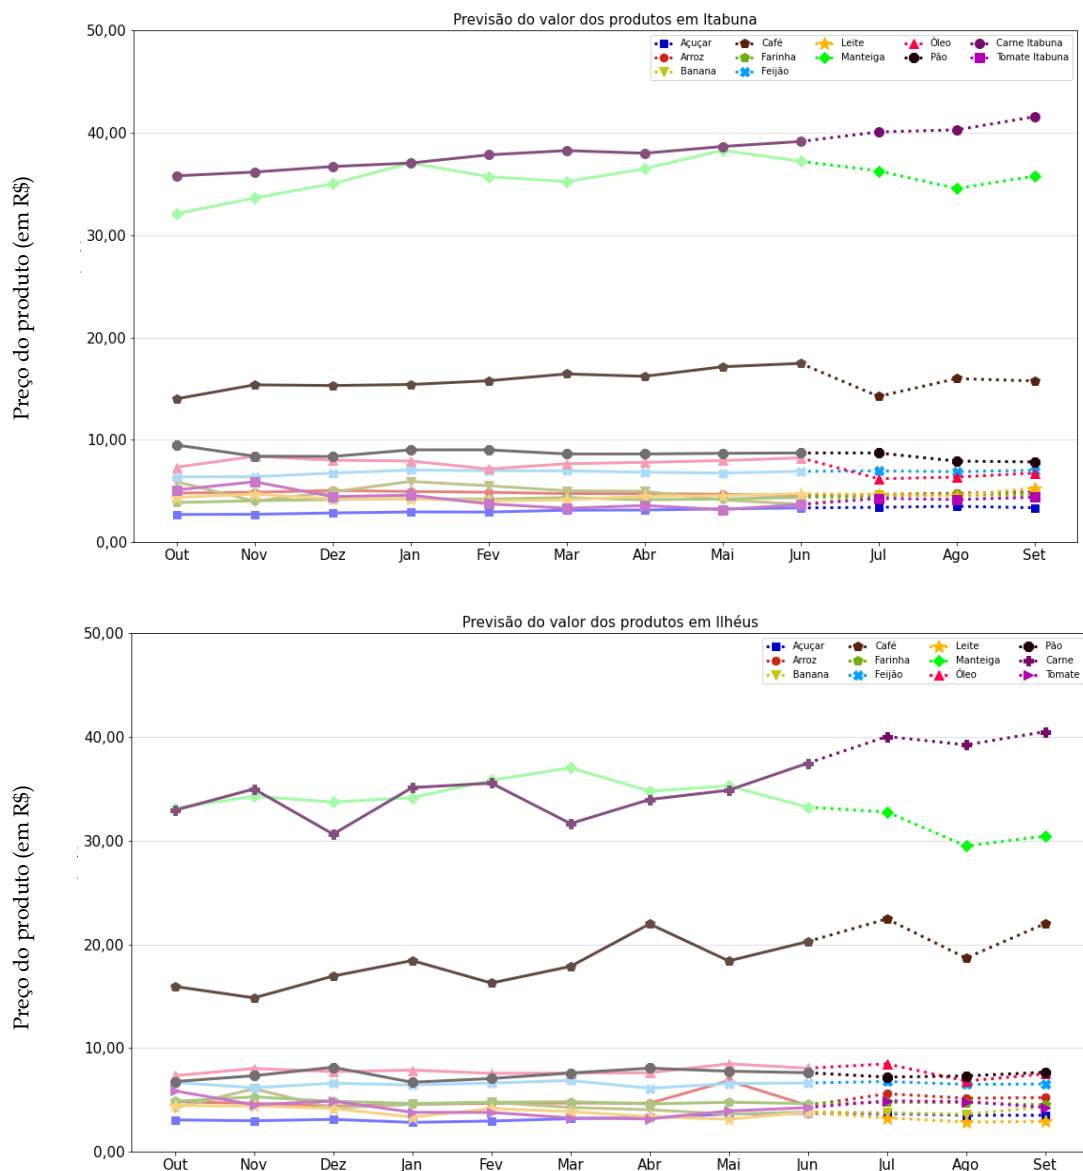 Previsão do valor dos produtos em Itabuna
50,00
40,00
30,00
20,00
10,00
0,00
Preço do produto (em R$)
Açuçar Café Leite Óleo Carne Itabuna
Arroz Farinha Manteiga Pão Tomate Itabuna
Banana Feijão
Out Nov Dez Jan Fev Mar Abr Mai Jun Jul Ago Set
Previsão do valor dos produtos em Ilhéus
50,00
40,00
30,00
20,00
10,00
0,00
Preço do produto (em R$)
Açuçar Café Leite Pão
Arroz Farinha Manteiga Carne
Banana Feijão Óleo Tomate
Out Nov Dez Jan Fev Mar Abr Mai Jun Jul Ago Set